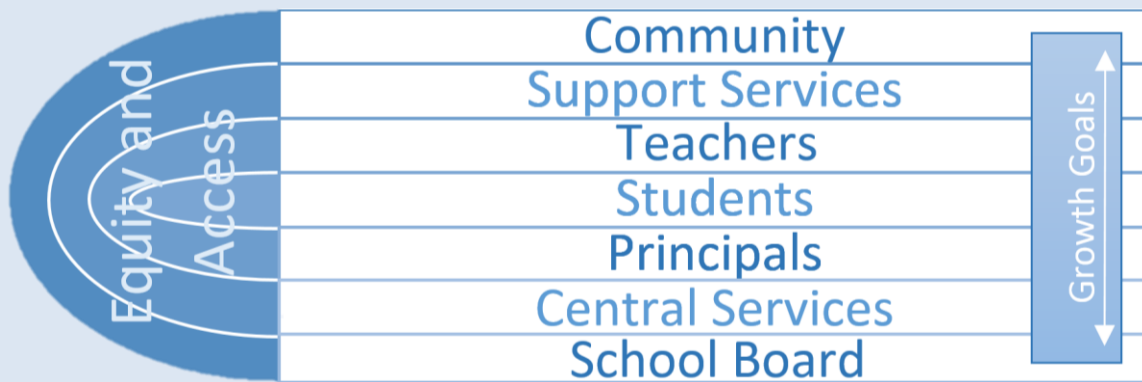 Equity and
Access
Community
Support Services
Teachers
Students
Principals
Central Services
School Board
Growth Goals